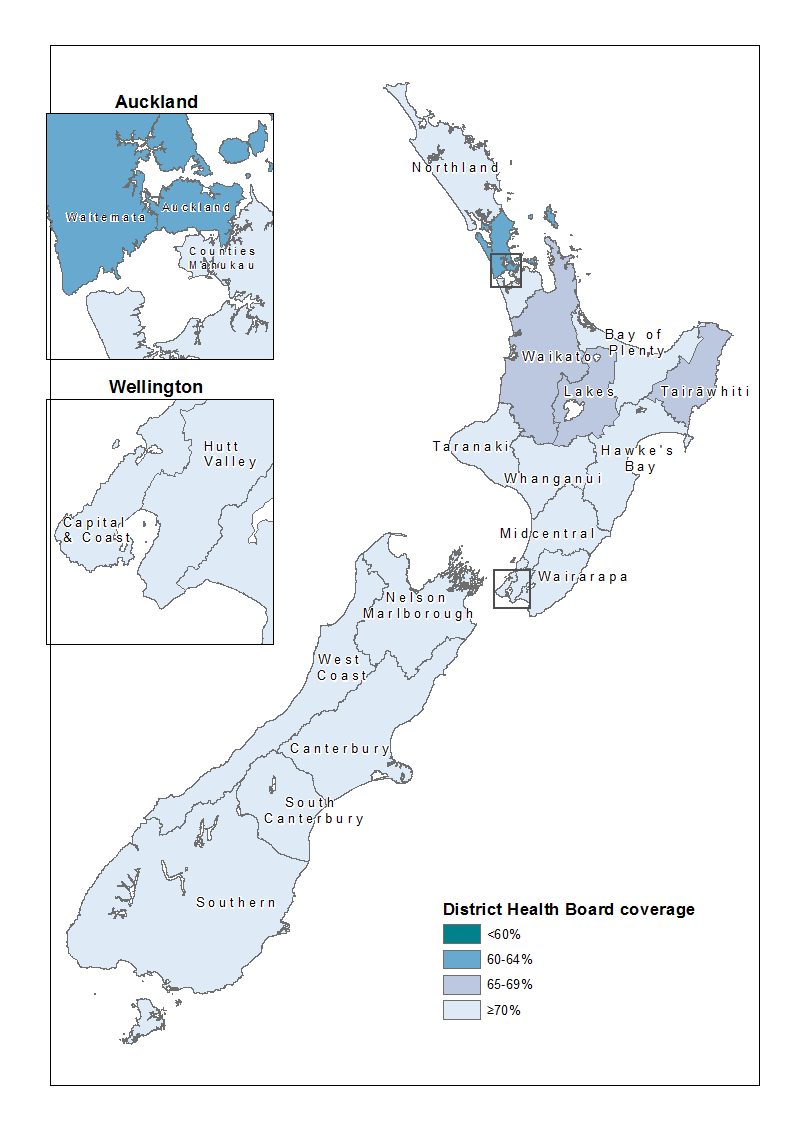 Auckland
Waitemata
Auckland
Counties
Manukau
Wellington
Hutt
Valley
Capital
& Coast
Northland
Bay of
Plenty
Waikato
Lakes
Tairāwhiti
Taranaki
Hawke's
Bay
Whanganui
Midcentral
Wairarapa
Nelson
Marlborough
West
Coast
Canterbury
South
Canterbury
Southern
District Health Board coverage
<60%
60-64%
65-69%
≥70%